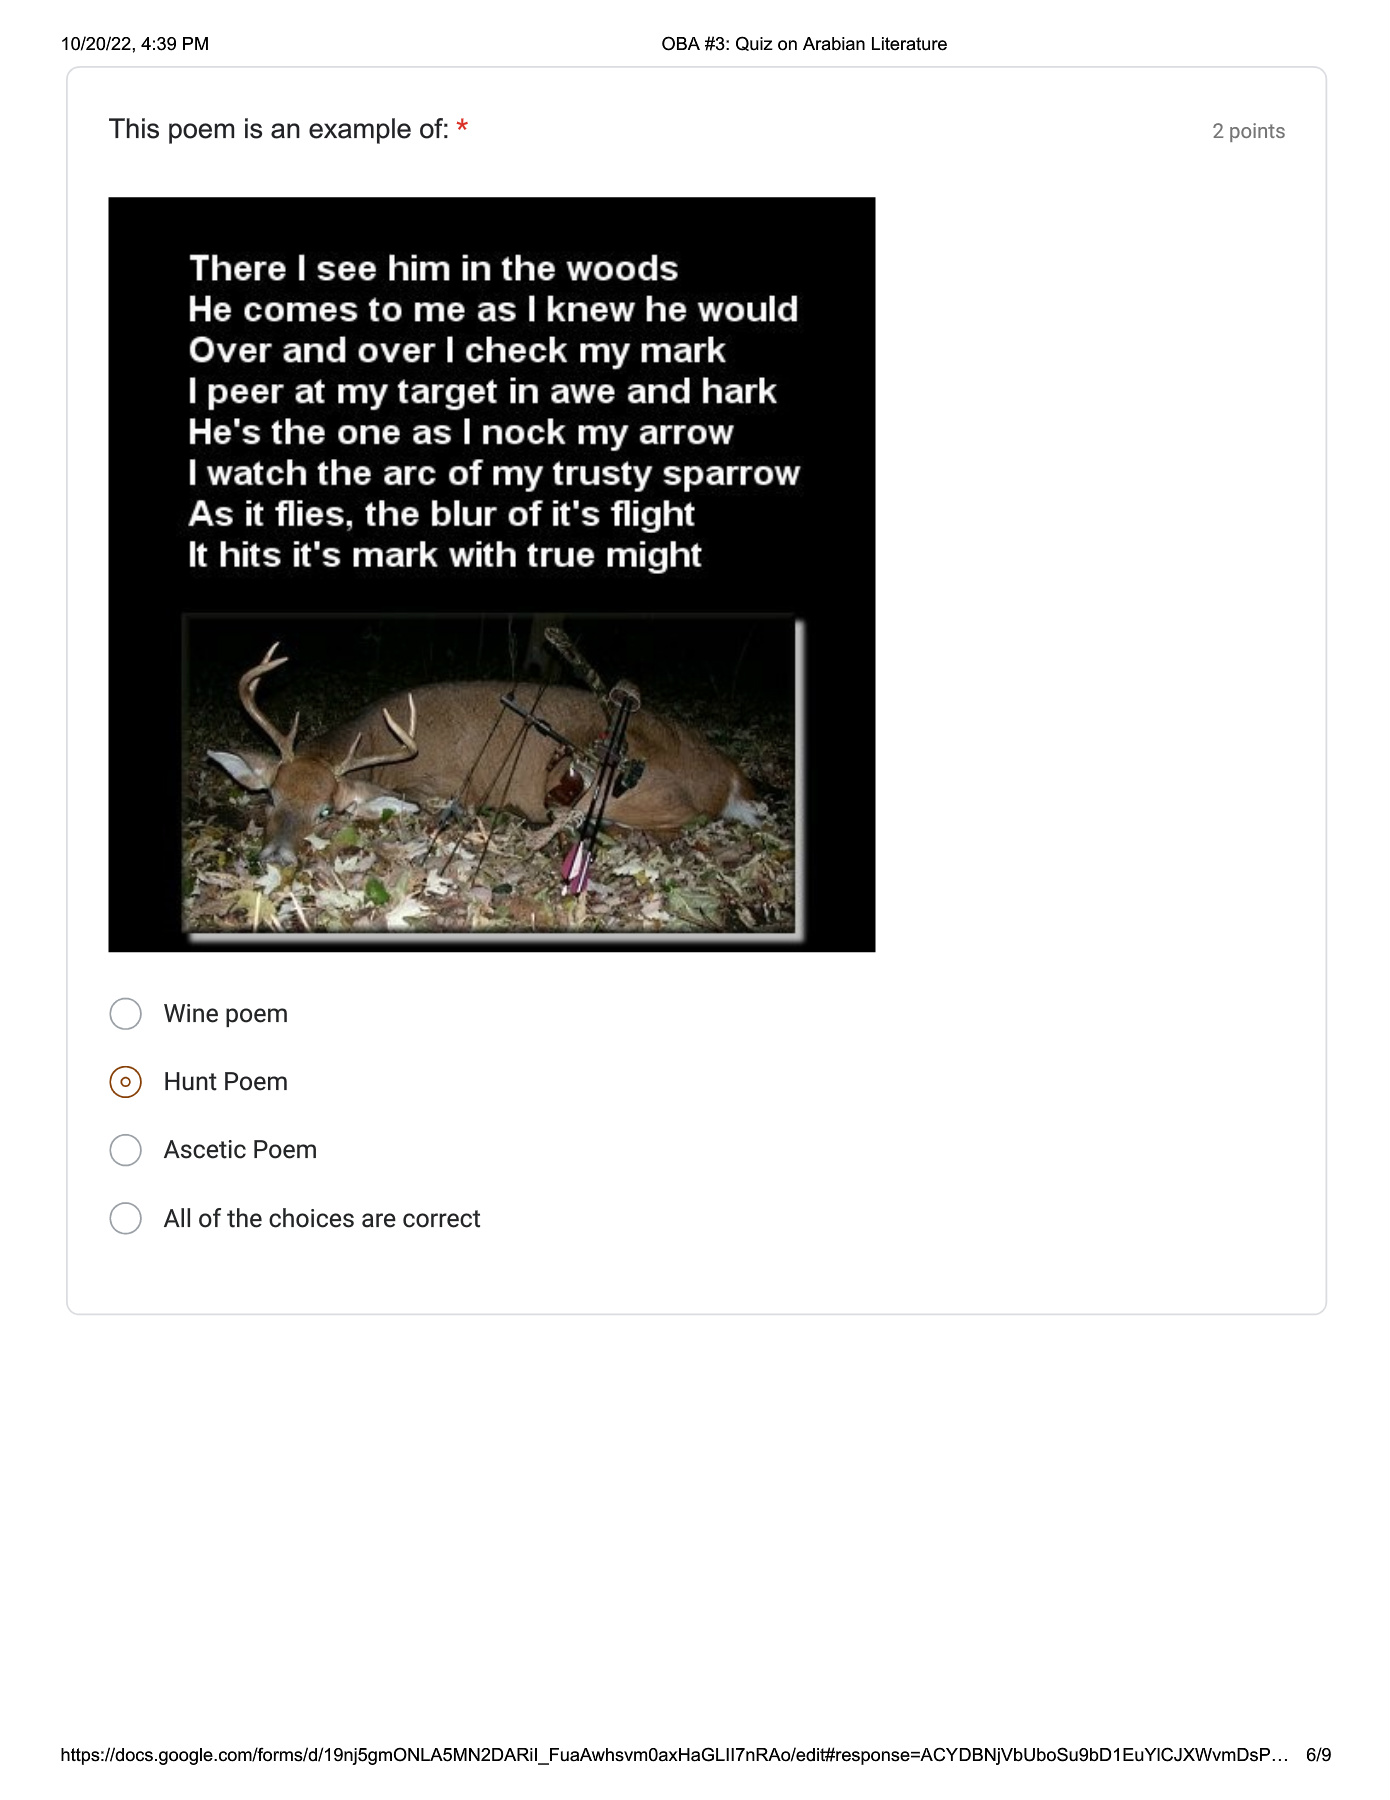 10/20/22, 4:39 PM
OBA #3: Quiz on Arabian Literature
This poem is an example of: *
2 points
There I see him in the woods
He comes to me as I knew he would
Over and over I check my mark
I peer at my target in awe and hark
He's the one as I nock my arrow
I watch the arc of my trusty sparrow
As it flies, the blur of it's flight
It hits it's mark with true might
Wine poem
Hunt Poem
Ascetic Poem
All of the choices are correct
https://docs.google.com/forms/d/19nj5gmONLA5MN2DARiI_FuaAwhsvm0axHaGLII7nRAo/edit#response=ACYDBNjVbUboSu9bD1EuYlCJXWvmDsP… 6/9